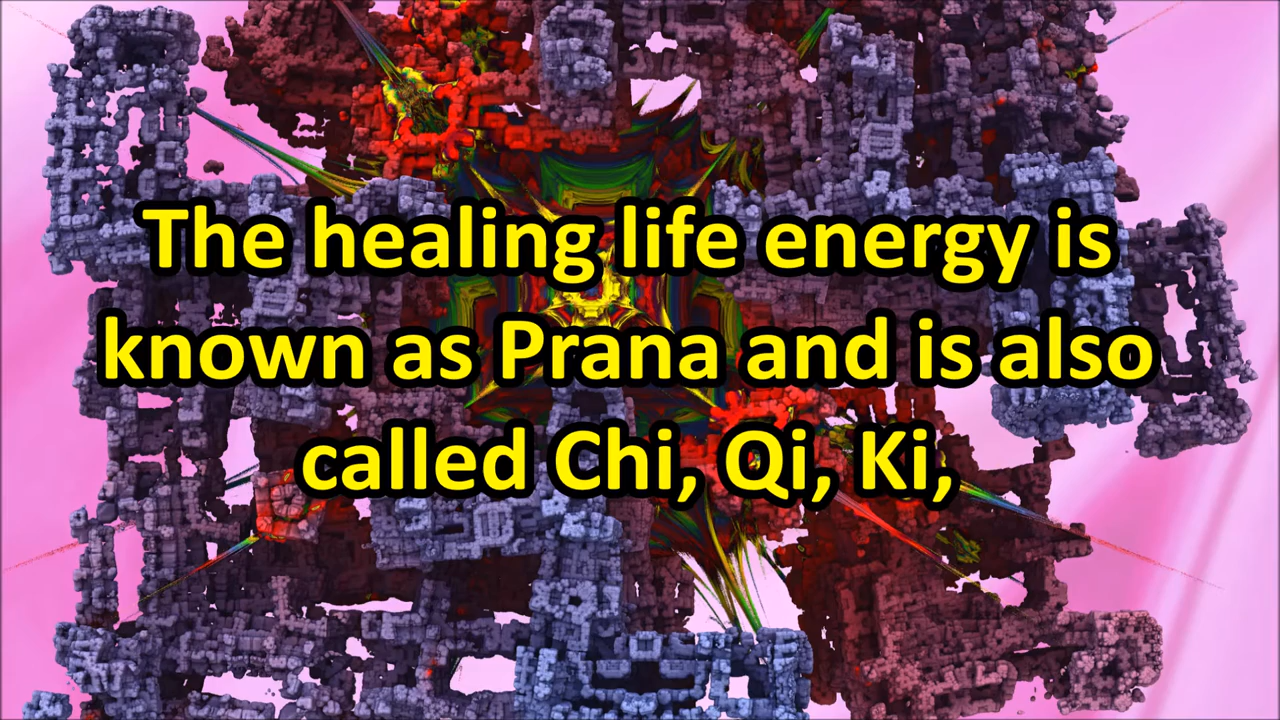 The healing life energy is
known as Prana and is also
called Chi, Qi, Ki,